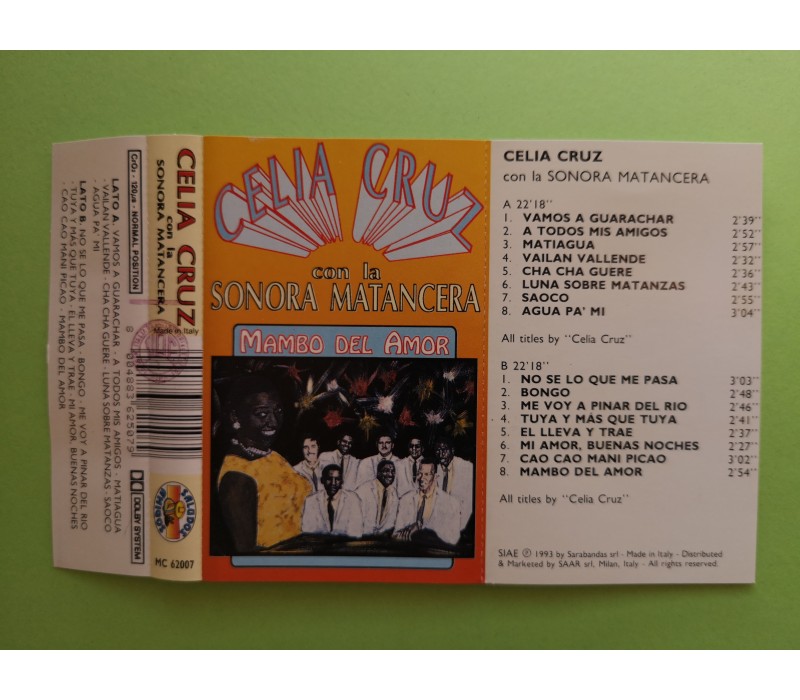 LATO A. VAMOS A GUARACHAR - A TODOS MIS AMIGOS - MATIAGUA
- VAILAN VALLENDE - CHA CHA GUERE - LUNA SOBRE MATANZAS - SAOCO
- AGUA PA' MI
LATO B. NO SE LO QUE ME PASA - BONGO - ME VOY A PINAR DEL RIO
- TUYA Y MÁS QUE TUYA - EL LLEVA Y TRAE - MI AMOR, BUENAS NOCHES
- CAO CAO MANI PICAO - MAMBO DEL AMOR
CrO₂ - 120µs - NORMAL POSITION
DOLBY SYSTEM
CELIA CRUZ
con la
SONORA MATANCERA
Made in Italy
8 004883 625079
SALUDOS
AMIGOS
MC 62007
CELIA CRUZ
con la
SONORA MATANCERA
MAMBO DEL AMOR
CELIA CRUZ
con la SONORA MATANCERA
A 22'18''
1. VAMOS A GUARACHAR 2'39''
2. A TODOS MIS AMIGOS 2'52''
3. MATIAGUA 2'57''
4. VAILAN VALLENDE 2'32''
5. CHA CHA GUERE 2'36''
6. LUNA SOBRE MATANZAS 2'43''
7. SAOCO 2'55''
8. AGUA PA' MI 3'04''
All titles by "Celia Cruz"
B 22'18''
1. NO SE LO QUE ME PASA 3'03''
2. BONGO 2'48''
3. ME VOY A PINAR DEL RIO 2'46''
4. TUYA Y MÁS QUE TUYA 2'41''
5. EL LLEVA Y TRAE 2'37''
6. MI AMOR, BUENAS NOCHES 2'27''
7. CAO CAO MANI PICAO 3'02''
8. MAMBO DEL AMOR 2'54''
All titles by "Celia Cruz"
SIAE ℗ 1993 by Sarabandas srl - Made in Italy - Distributed
& Marketed by SAAR srl, Milan, Italy - All rights reserved.